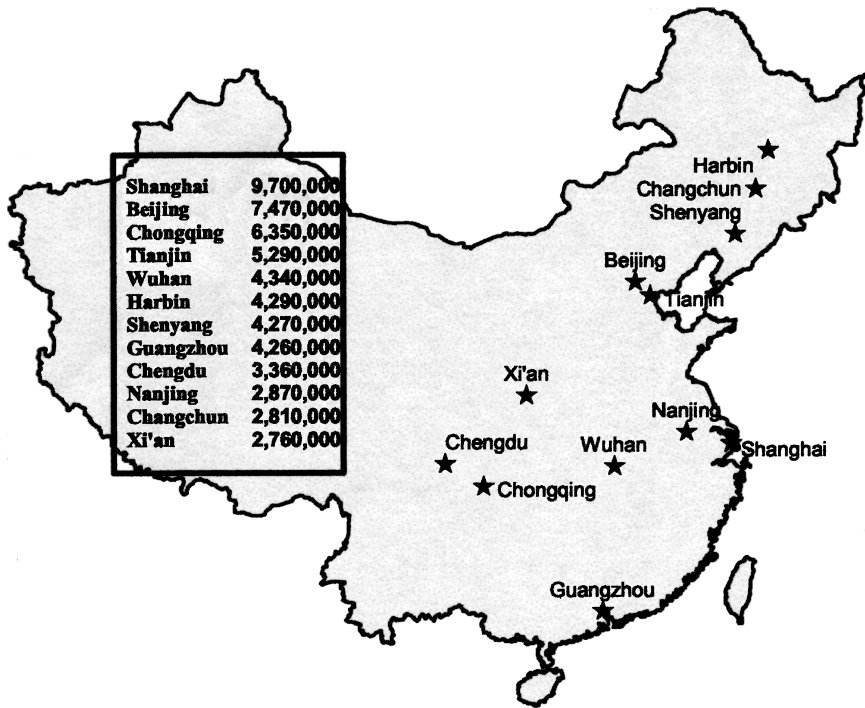 Shanghai 9,700,000
Beijing 7,470,000
Chongqing 6,350,000
Tianjin 5,290,000
Wuhan 4,340,000
Harbin 4,290,000
Shenyang 4,270,000
Guangzhou 4,260,000
Chengdu 3,360,000
Nanjing 2,870,000
Changchun 2,810,000
Xi'an 2,760,000
Harbin
Changchun
Shenyang
Beijing
Tianjin
Xi'an
Nanjing
Chengdu
Wuhan
Shanghai
Chongqing
Guangzhou